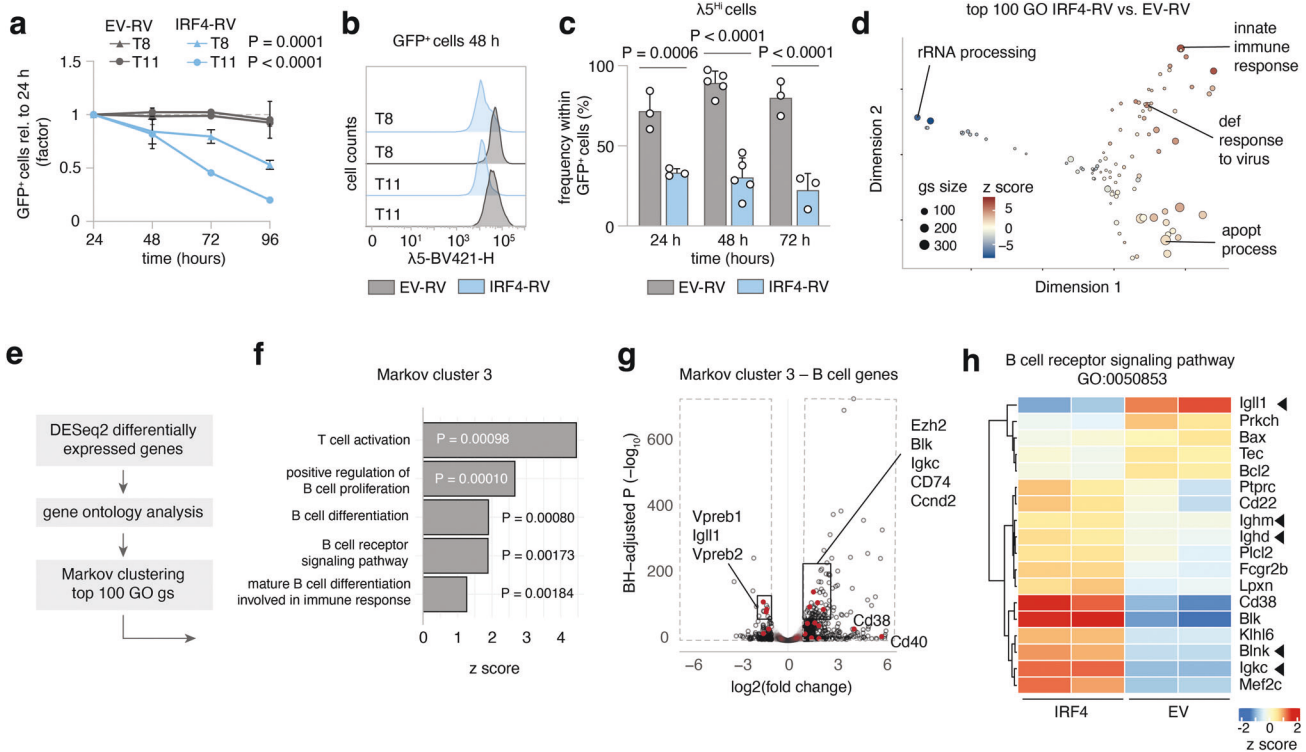 a
EV-RV IRF4-RV
T8 T8 P = 0.0001
T11 T11 P < 0.0001
GFP+ cells rel. to 24 h
(factor)
1.5
1
0.5
0
24 48 72 96
time (hours)
b
GFP+ cells 48 h
cell counts
T8
T8
T11
T11
0 10¹ 10³ 10⁵
λ5-BV421-H
EV-RV IRF4-RV
c
λ5Hi cells
P < 0.0001
P = 0.0006 P < 0.0001
frequency within
GFP+ cells (%)
100
50
0
24 h 48 h 72 h
time (hours)
EV-RV IRF4-RV
d
top 100 GO IRF4-RV vs. EV-RV
rRNA processing
innate
immune
response
def
response
to virus
apopt
process
gs size
100
200
300
z score
5
0
−5
Dimension 2
Dimension 1
e
DESeq2 differentially
expressed genes
gene ontology analysis
Markov clustering
top 100 GO gs
f
Markov cluster 3
T cell activation P = 0.00098
positive regulation of
B cell proliferation P = 0.00010
B cell differentiation P = 0.00080
B cell receptor
signaling pathway P = 0.00173
mature B cell differentiation
involved in immune response P = 0.00184
0 1 2 3 4
z score
g
Markov cluster 3 – B cell genes
BH–adjusted P (−log10)
600
400
200
0
Vpreb1
Igll1
Vpreb2
Ezh2
Blk
Igkc
CD74
Ccnd2
Cd38
Cd40
−6 −3 0 3 6
log2(fold change)
h
B cell receptor signaling pathway
GO:0050853
Igll1
Prkch
Bax
Tec
Bcl2
Ptprc
Cd22
Ighm
Ighd
Plcl2
Fcgr2b
Lpxn
Cd38
Blk
Klhl6
Blnk
Igkc
Mef2c
IRF4 EV
-2 0 2
z score